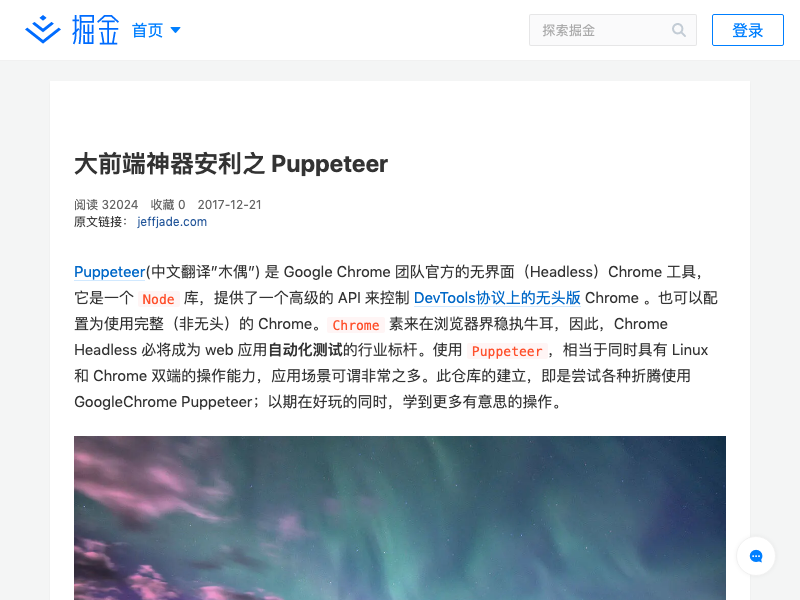 掘金 首页
探索掘金
登录
大前端神器安利之 Puppeteer
阅读 32024 收藏 0 2017-12-21
原文链接： jeffjade.com
Puppeteer(中文翻译”木偶”) 是 Google Chrome 团队官方的无界面（Headless）Chrome 工具，
它是一个 Node 库，提供了一个高级的 API 来控制 DevTools协议上的无头版 Chrome 。也可以配
置为使用完整（非无头）的 Chrome。 Chrome 素来在浏览器界稳执牛耳，因此，Chrome
Headless 必将成为 web 应用自动化测试的行业标杆。使用 Puppeteer ，相当于同时具有 Linux
和 Chrome 双端的操作能力，应用场景可谓非常之多。此仓库的建立，即是尝试各种折腾使用
GoogleChrome Puppeteer；以期在好玩的同时，学到更多有意思的操作。